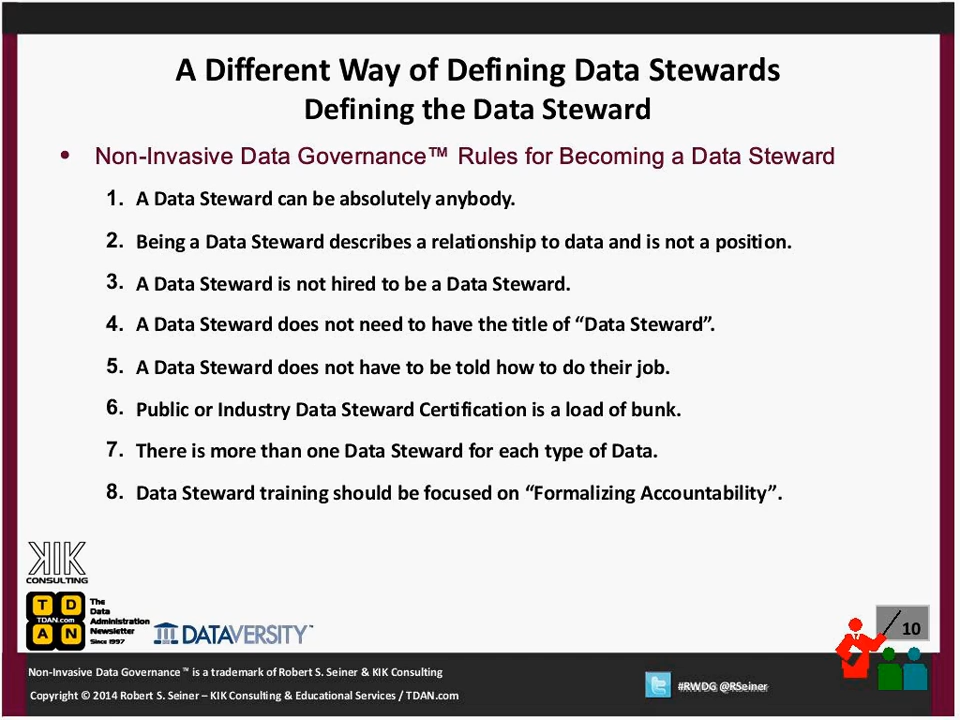 A Different Way of Defining Data Stewards
Defining the Data Steward
• Non-Invasive Data Governance™ Rules for Becoming a Data Steward
1. A Data Steward can be absolutely anybody.
2. Being a Data Steward describes a relationship to data and is not a position.
3. A Data Steward is not hired to be a Data Steward.
4. A Data Steward does not need to have the title of “Data Steward”.
5. A Data Steward does not have to be told how to do their job.
6. Public or Industry Data Steward Certification is a load of bunk.
7. There is more than one Data Steward for each type of Data.
8. Data Steward training should be focused on “Formalizing Accountability”.
KIK
CONSULTING
T D
TDAN.com
A N
The
Data
Administration
Newsletter
Since 1997
DATAVERSITY™
10
Non-Invasive Data Governance™ is a trademark of Robert S. Seiner & KIK Consulting
Copyright © 2014 Robert S. Seiner – KIK Consulting & Educational Services / TDAN.com
#RWDG @RSeiner